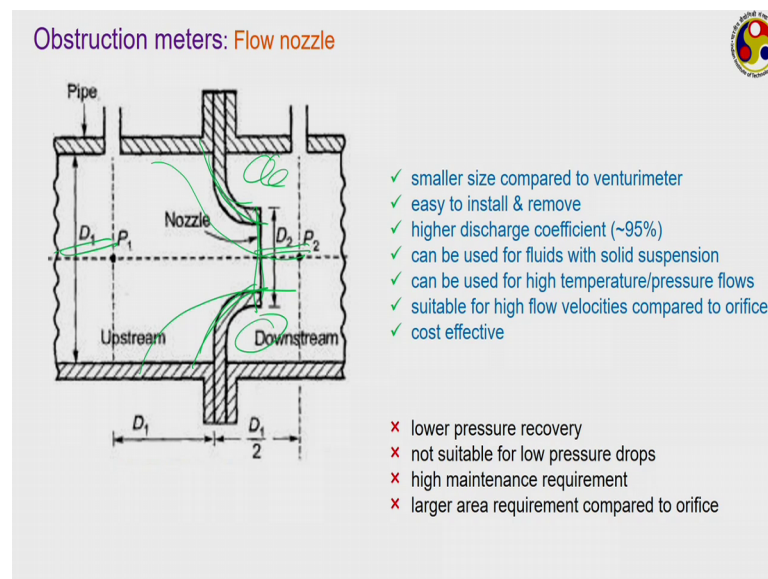 Obstruction meters: Flow nozzle
Pipe
D1
P1
Nozzle
D2
P2
Upstream
Downstream
D1
D1
2
✓ smaller size compared to venturimeter
✓ easy to install & remove
✓ higher discharge coefficient (~95%)
✓ can be used for fluids with solid suspension
✓ can be used for high temperature/pressure flows
✓ suitable for high flow velocities compared to orifice
✓ cost effective
× lower pressure recovery
× not suitable for low pressure drops
× high maintenance requirement
× larger area requirement compared to orifice